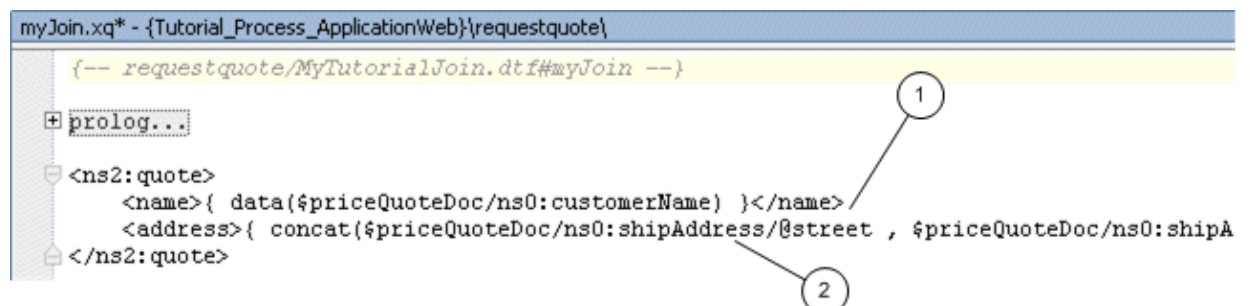 myJoin.xq* - {Tutorial_Process_ApplicationWeb}\requestquote\
{-- requestquote/MyTutorialJoin.dtf#myJoin --}
1
prolog...
<ns2:quote>
<name>{ data($priceQuoteDoc/ns0:customerName) }</name>
<address>{ concat($priceQuoteDoc/ns0:shipAddress/@street , $priceQuoteDoc/ns0:shipA
</ns2:quote>
2